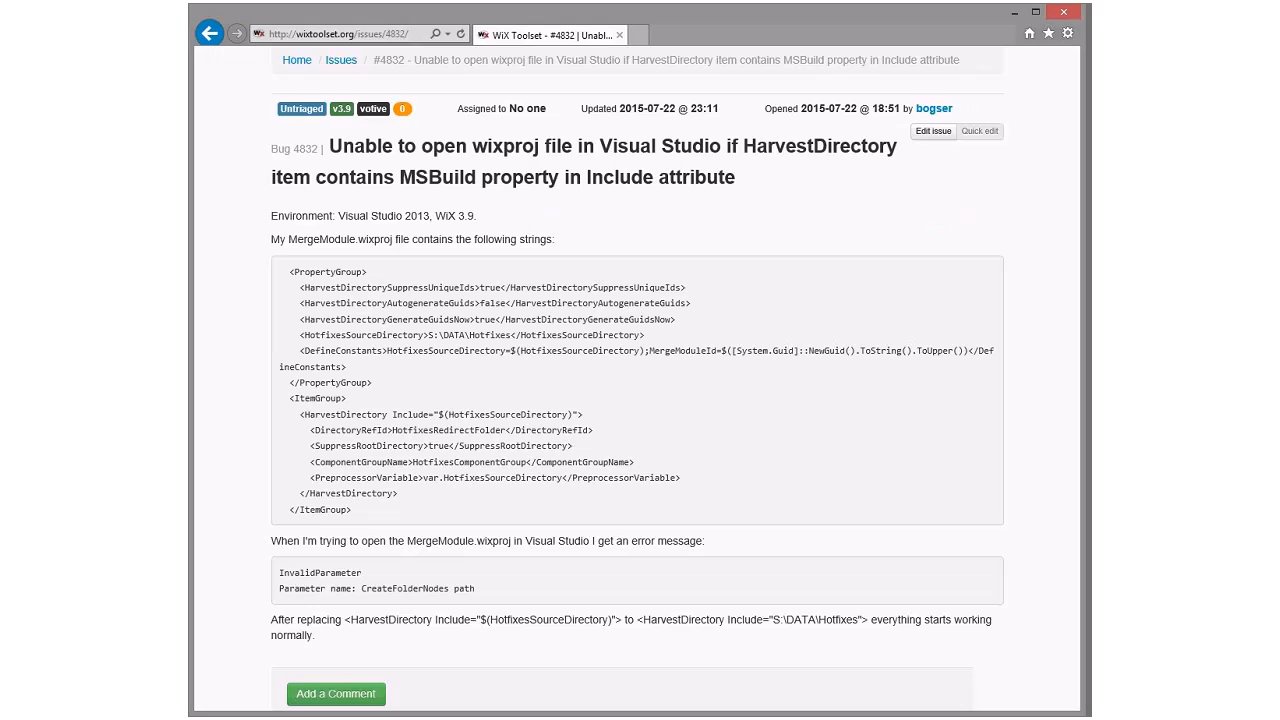 http://wixtoolset.org/issues/4832/
WiX Toolset - #4832 | Unabl...
Home / Issues / #4832 - Unable to open wixproj file in Visual Studio if HarvestDirectory item contains MSBuild property in Include attribute
Untriaged v3.9 votive 0 Assigned to No one Updated 2015-07-22 @ 23:11 Opened 2015-07-22 @ 18:51 by bogser
Edit issue Quick edit
Bug 4832 | Unable to open wixproj file in Visual Studio if HarvestDirectory
item contains MSBuild property in Include attribute
Environment: Visual Studio 2013, WiX 3.9.
My MergeModule.wixproj file contains the following strings:
<PropertyGroup>
<HarvestDirectorySuppressUniqueIds>true</HarvestDirectorySuppressUniqueIds>
<HarvestDirectoryAutogenerateGuids>false</HarvestDirectoryAutogenerateGuids>
<HarvestDirectoryGenerateGuidsNow>true</HarvestDirectoryGenerateGuidsNow>
<HotfixesSourceDirectory>S:\DATA\Hotfixes</HotfixesSourceDirectory>
<DefineConstants>HotfixesSourceDirectory=$(HotfixesSourceDirectory);MergeModuleId=$([System.Guid]::NewGuid().ToString().ToUpper())</Def
ineConstants>
</PropertyGroup>
<ItemGroup>
<HarvestDirectory Include="$(HotfixesSourceDirectory)">
<DirectoryRefId>HotfixesRedirectFolder</DirectoryRefId>
<SuppressRootDirectory>true</SuppressRootDirectory>
<ComponentGroupName>HotfixesComponentGroup</ComponentGroupName>
<PreprocessorVariable>var.HotfixesSourceDirectory</PreprocessorVariable>
</HarvestDirectory>
</ItemGroup>
When I'm trying to open the MergeModule.wixproj in Visual Studio I get an error message:
InvalidParameter
Parameter name: CreateFolderNodes path
After replacing <HarvestDirectory Include="$(HotfixesSourceDirectory)"> to <HarvestDirectory Include="S:\DATA\Hotfixes"> everything starts working
normally.
Add a Comment